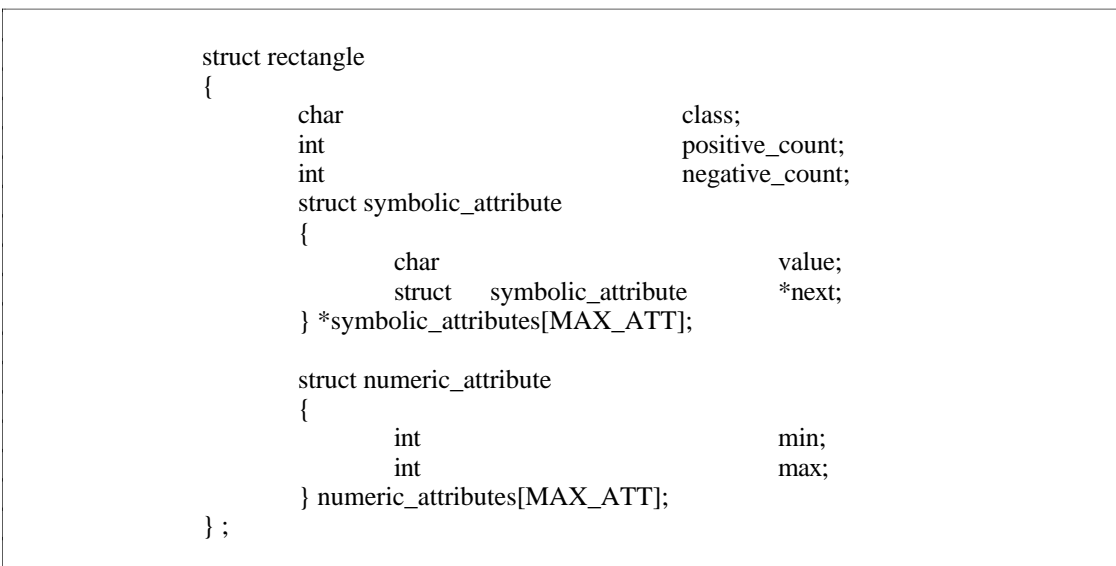 struct rectangle
{
char class;
int positive_count;
int negative_count;
struct symbolic_attribute
{
char value;
struct symbolic_attribute *next;
} *symbolic_attributes[MAX_ATT];
struct numeric_attribute
{
int min;
int max;
} numeric_attributes[MAX_ATT];
} ;